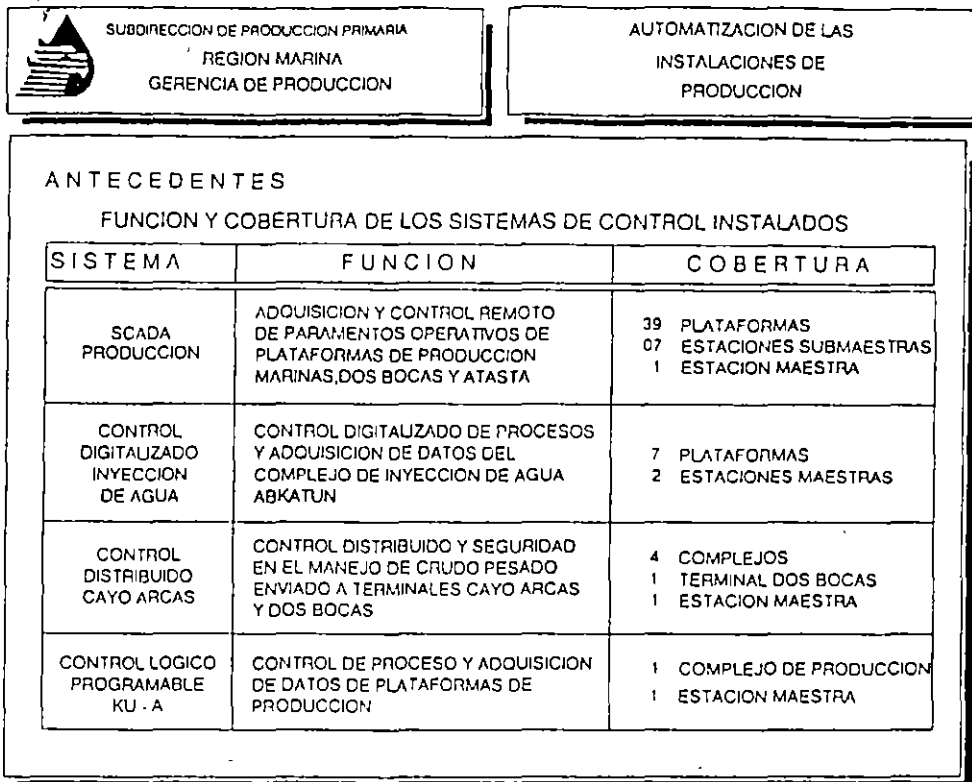 SUBDIRECCION DE PRODUCCION PRIMARIA
REGION MARINA
GERENCIA DE PRODUCCION
AUTOMATIZACION DE LAS
INSTALACIONES DE
PRODUCCION
ANTECEDENTES
FUNCION Y COBERTURA DE LOS SISTEMAS DE CONTROL INSTALADOS
SISTEMA FUNCION COBERTURA
SCADA
PRODUCCION
ADQUISICION Y CONTROL REMOTO
DE PARAMENTOS OPERATIVOS DE
PLATAFORMAS DE PRODUCCION
MARINAS,DOS BOCAS Y ATASTA
39 PLATAFORMAS
07 ESTACIONES SUBMAESTRAS
1 ESTACION MAESTRA
CONTROL
DIGITALIZADO
INYECCION
DE AGUA
CONTROL DIGITALIZADO DE PROCESOS
Y ADQUISICION DE DATOS DEL
COMPLEJO DE INYECCION DE AGUA
ABKATUN
7 PLATAFORMAS
2 ESTACIONES MAESTRAS
CONTROL
DISTRIBUIDO
CAYO ARCAS
CONTROL DISTRIBUIDO Y SEGURIDAD
EN EL MANEJO DE CRUDO PESADO
ENVIADO A TERMINALES CAYO ARCAS
Y DOS BOCAS
4 COMPLEJOS
1 TERMINAL DOS BOCAS
1 ESTACION MAESTRA
CONTROL LOGICO
PROGRAMABLE
KU - A
CONTROL DE PROCESO Y ADQUISICION
DE DATOS DE PLATAFORMAS DE
PRODUCCION
1 COMPLEJO DE PRODUCCION
1 ESTACION MAESTRA